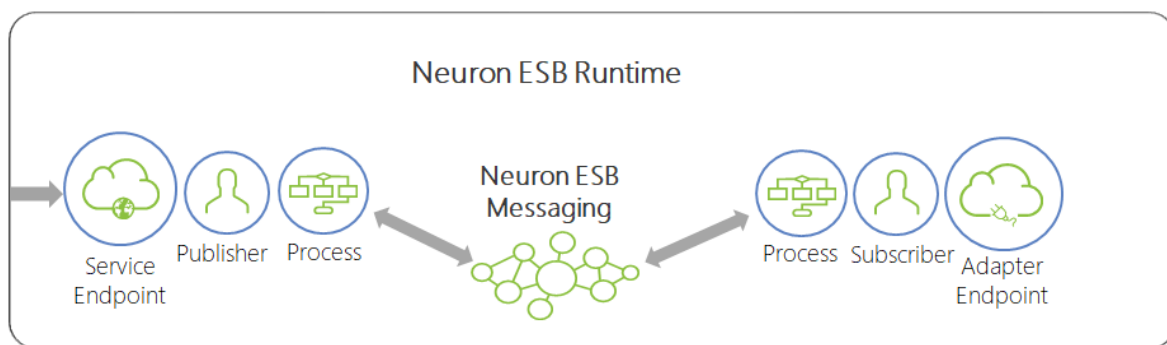 Neuron ESB Runtime
Neuron ESB
Messaging
Service
Endpoint
Publisher
Process
Process
Subscriber
Adapter
Endpoint